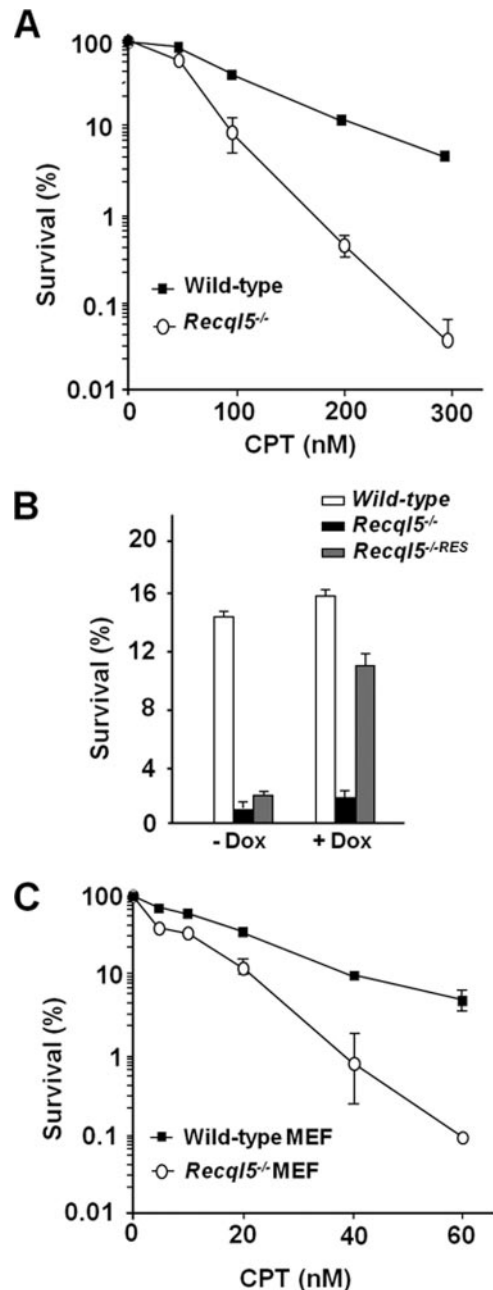 A
Survival (%)
100
10
1
0.1
0.01
Wild-type
Recql5-/-
0 100 200 300
CPT (nM)
B
Wild-type
Recql5-/-
Recql5-/-RES
Survival (%)
20
16
12
8
4
0
- Dox + Dox
C
Survival (%)
100
10
1
0.1
0.01
Wild-type MEF
Recql5-/- MEF
0 20 40 60
CPT (nM)